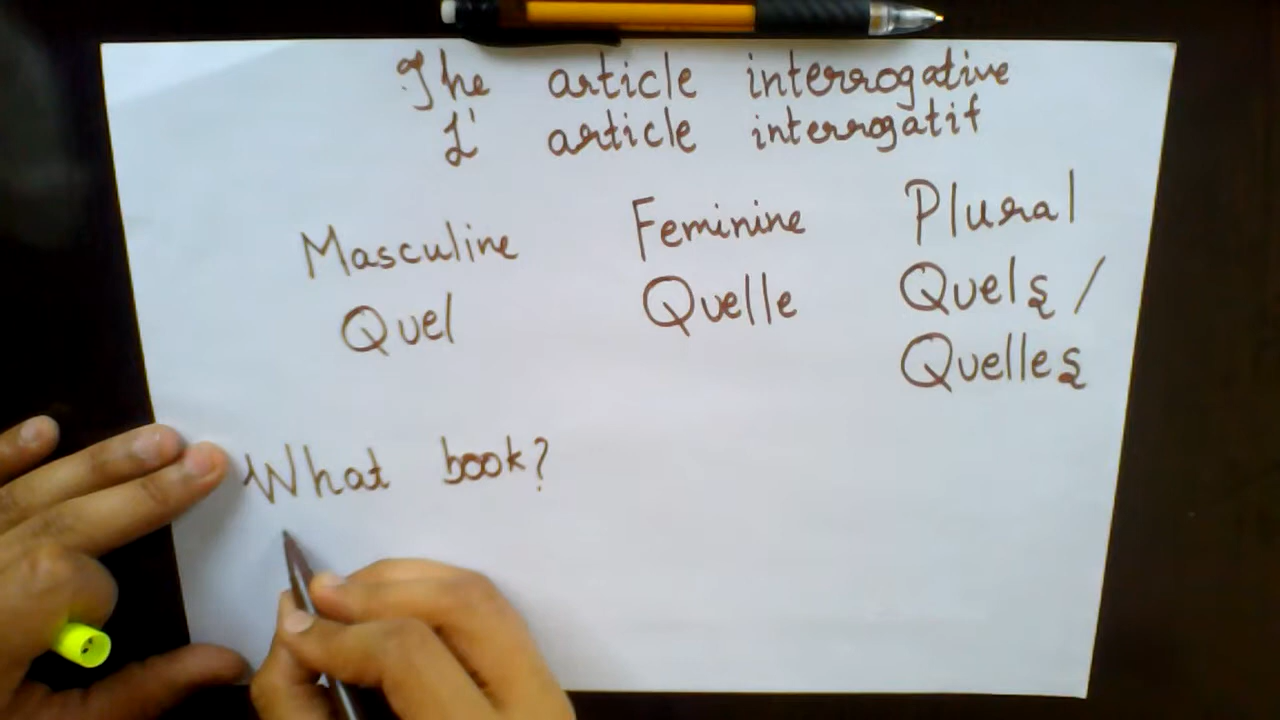 The article interrogative
L' article interrogatif
Masculine Feminine Plural
Quel Quelle Quels /
Quelles
What book?